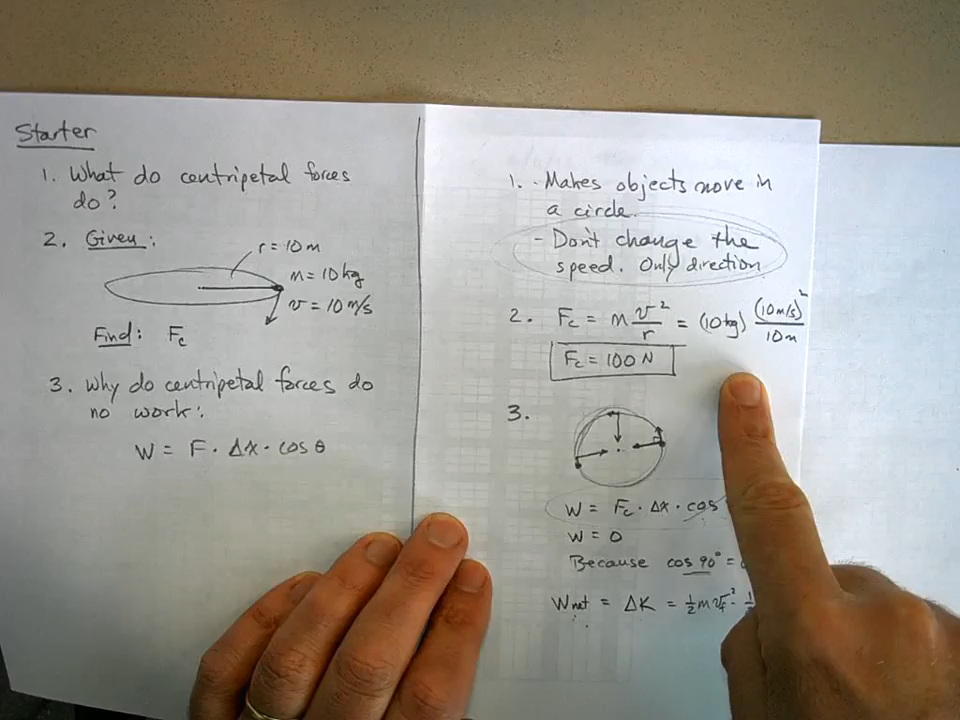 Starter
1. What do centripetal forces
do?
2. Given:
r = 10 m
m = 10 kg
v = 10 m/s
Find: Fc
3. Why do centripetal forces do
no work:
W = F · Δx · cos θ
1. - Makes objects move in
a circle.
- Don't change the
speed. Only direction
2. Fc = m v²/r = (10 kg) (10 m/s)²/10 m
Fc = 100 N
3.
W = Fc · Δx · cos
W = 0
Because cos 90° =
Wnet = ΔK = ½ m vf² -